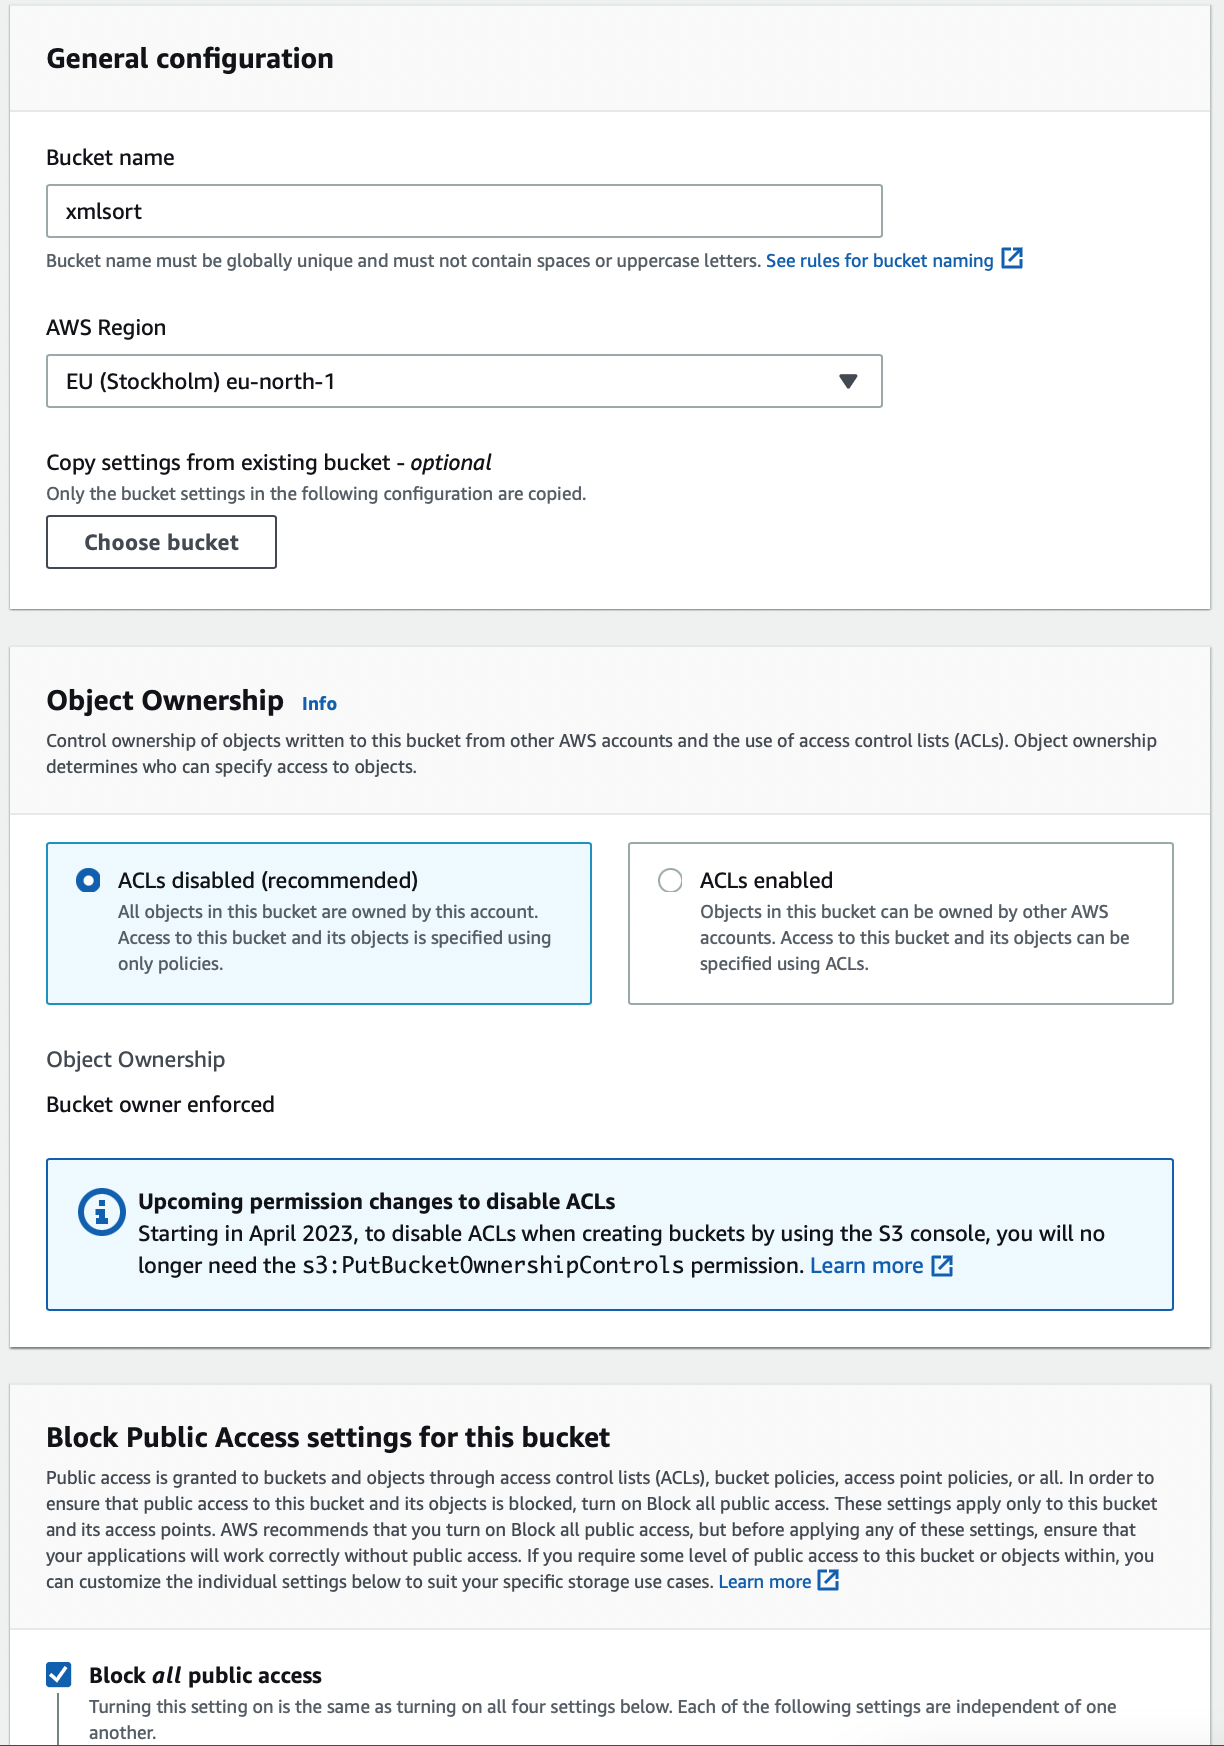 General configuration
Bucket name
xmlsort
Bucket name must be globally unique and must not contain spaces or uppercase letters. See rules for bucket naming
AWS Region
EU (Stockholm) eu-north-1
Copy settings from existing bucket - optional
Only the bucket settings in the following configuration are copied.
Choose bucket
Object Ownership Info
Control ownership of objects written to this bucket from other AWS accounts and the use of access control lists (ACLs). Object ownership
determines who can specify access to objects.
ACLs disabled (recommended)
All objects in this bucket are owned by this account.
Access to this bucket and its objects is specified using
only policies.
ACLs enabled
Objects in this bucket can be owned by other AWS
accounts. Access to this bucket and its objects can be
specified using ACLs.
Object Ownership
Bucket owner enforced
Upcoming permission changes to disable ACLs
Starting in April 2023, to disable ACLs when creating buckets by using the S3 console, you will no
longer need the s3:PutBucketOwnershipControls permission. Learn more
Block Public Access settings for this bucket
Public access is granted to buckets and objects through access control lists (ACLs), bucket policies, access point policies, or all. In order to
ensure that public access to this bucket and its objects is blocked, turn on Block all public access. These settings apply only to this bucket
and its access points. AWS recommends that you turn on Block all public access, but before applying any of these settings, ensure that
your applications will work correctly without public access. If you require some level of public access to this bucket or objects within, you
can customize the individual settings below to suit your specific storage use cases. Learn more
Block all public access
Turning this setting on is the same as turning on all four settings below. Each of the following settings are independent of one
another.